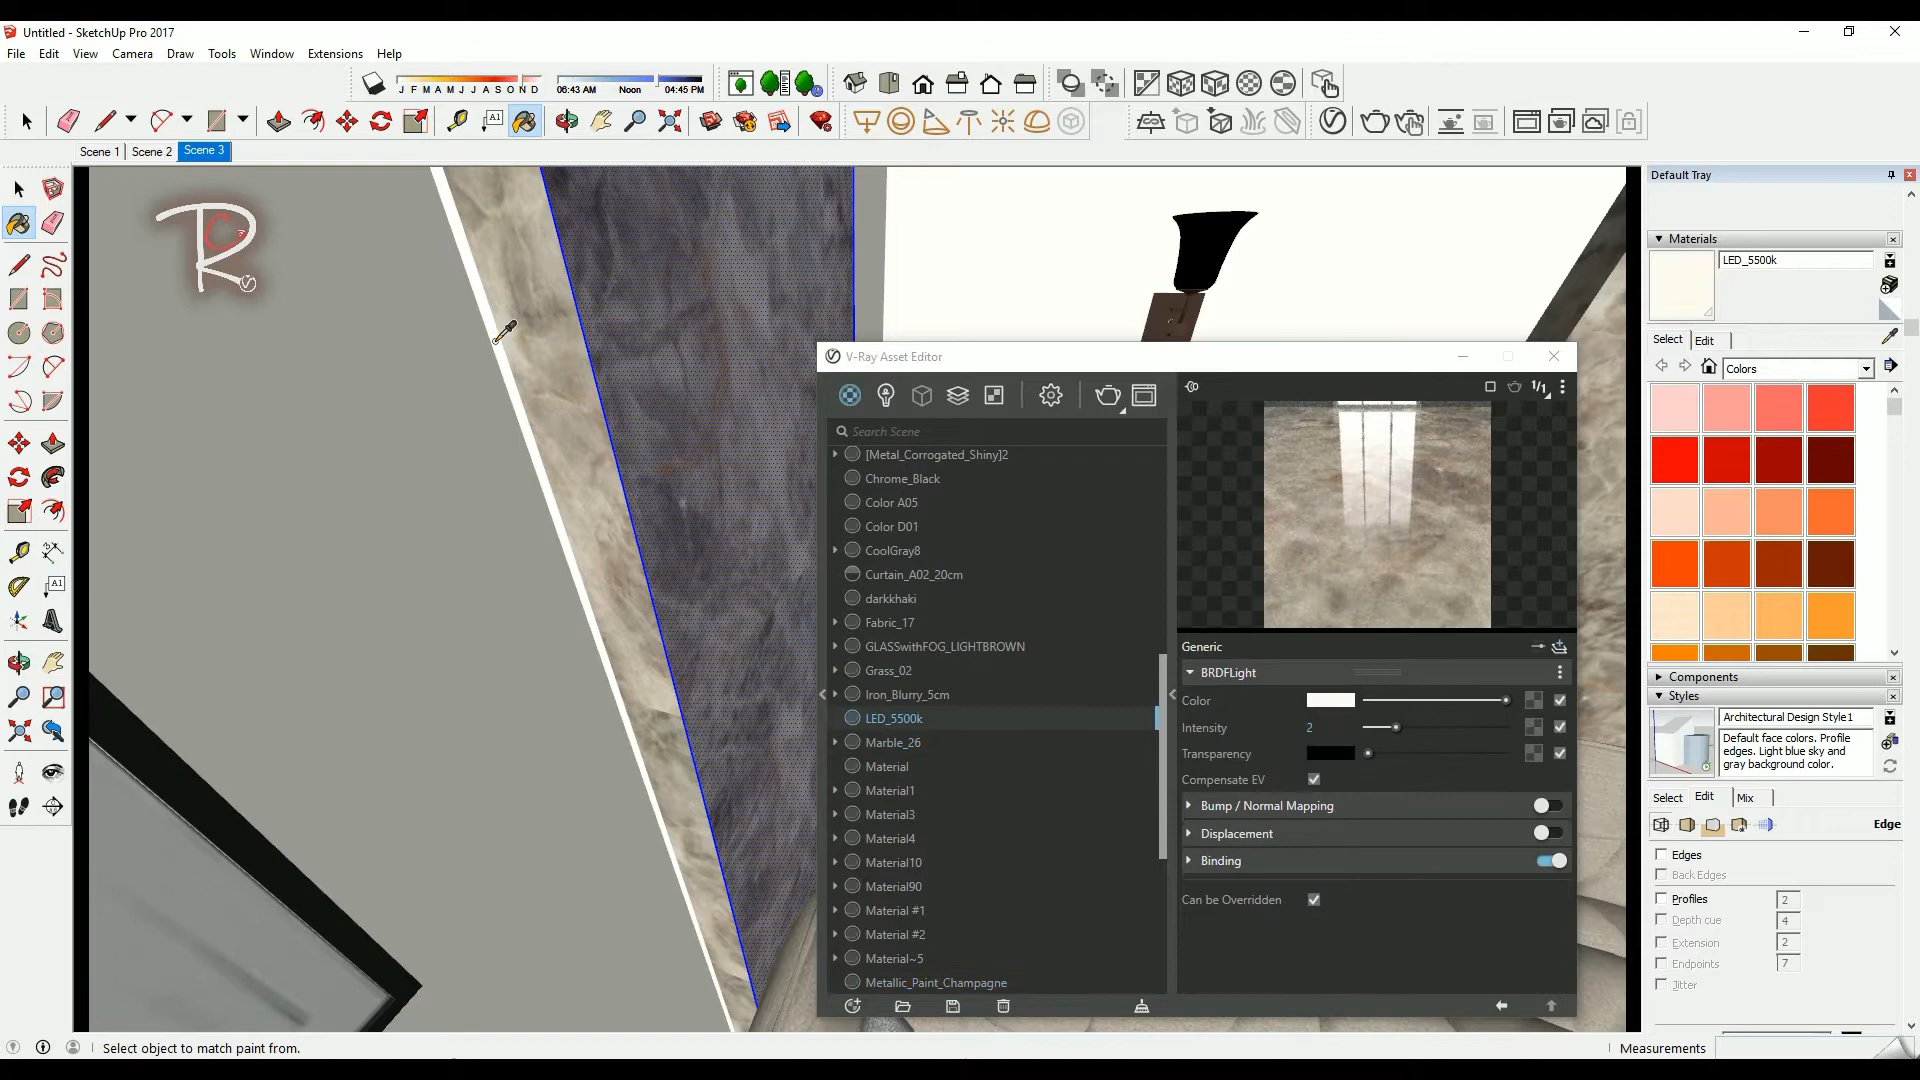 Untitled - SketchUp Pro 2017
File Edit View Camera Draw Tools Window Extensions Help
J F M A M J J A S O N D
06:43 AM Noon 04:45 PM
A1
Scene 1 Scene 2 Scene 3
Default Tray
Materials
LED_5500k
Select Edit
Colors
A1
V-Ray Asset Editor
1/1
Search Scene
[Metal_Corrogated_Shiny]2
Chrome_Black
Color A05
Color D01
CoolGray8
Curtain_A02_20cm
darkkhaki
Fabric_17
GLASSwithFOG_LIGHTBROWN
Grass_02
Iron_Blurry_5cm
LED_5500k
Marble_26
Material
Material1
Material3
Material4
Material10
Material90
Material #1
Material #2
Material~5
Metallic_Paint_Champagne
Generic
BRDFLight
Color
Intensity 2
Transparency
Compensate EV
Bump / Normal Mapping
Displacement
Binding
Can be Overridden
Components
Styles
Architectural Design Style1
Default face colors. Profile
edges. Light blue sky and
gray background color.
Select Edit Mix
Edge
Edges
Back Edges
Profiles 2
Depth cue 4
Extension 2
Endpoints 7
Jitter
Select object to match paint from.
Measurements